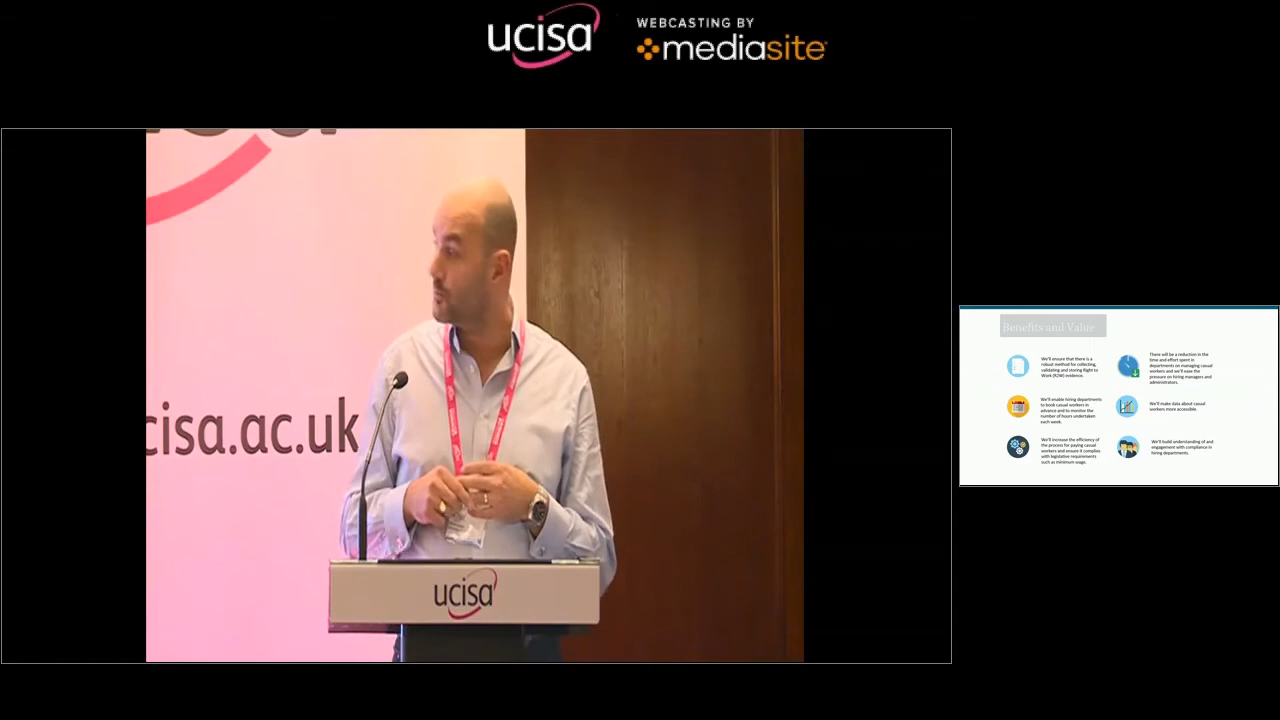 ucisa
WEBCASTING BY
mediasite
cisa.ac.uk
ucisa
Benefits and Value
We'll ensure that there is a
robust method for collecting,
validating and storing Right to
Work (R2W) evidence.
We'll enable hiring departments
to book casual workers in
advance and to monitor the
number of hours undertaken
each week.
We'll increase the efficiency of
the process for paying casual
workers and ensure it complies
with legislative requirements
such as minimum wage.
There will be a reduction in the
time and effort spent in
departments on managing casual
workers and we'll ease the
pressure on hiring managers and
administrators.
We'll make data about casual
workers more accessible.
We'll build understanding of and
engagement with compliance in
hiring departments.